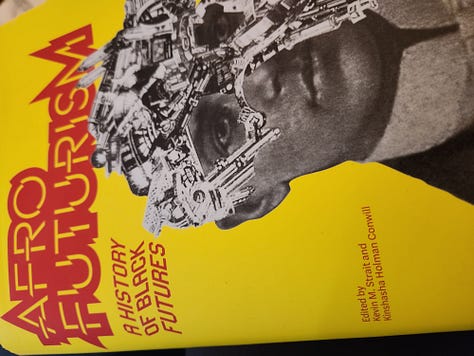 AFRO
FUTURISM
A HISTORY
OF BLACK
FUTURES
Edited by
Kevin M. Strait and
Kinshasha Holman Conwill